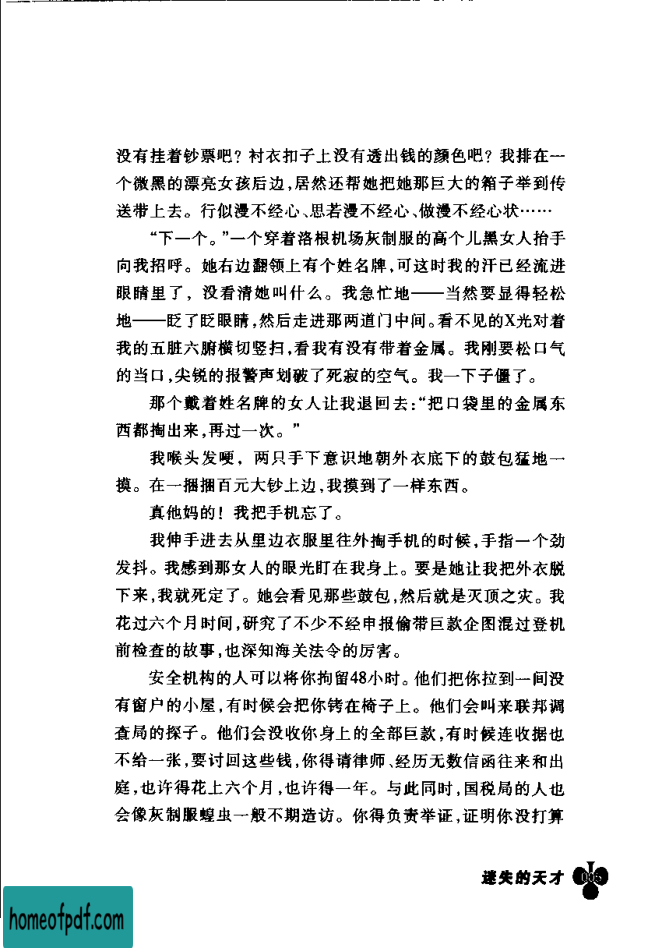 没有挂着钞票吧？衬衣扣子上没有透出钱的颜色吧？我排在一
个微黑的漂亮女孩后边，居然还帮她把她那巨大的箱子举到传
送带上去。行似漫不经心、思若漫不经心、做漫不经心状……
“下一个。”一个穿着洛根机场灰制服的高个儿黑女人抬手
向我招呼。她右边翻领上有个姓名牌，可这时我的汗已经流进
眼睛里了，没看清她叫什么。我急忙地——当然要显得轻松
地——眨了眨眼睛，然后走进那两道门中间。看不见的X光对着
我的五脏六腑横切竖扫，看我有没有带着金属。我刚要松口气
的当口，尖锐的报警声划破了死寂的空气。我一下子僵了。
那个戴着姓名牌的女人让我退回去：“把口袋里的金属东
西都掏出来，再过一次。”
我喉头发哽，两只手下意识地朝外衣底下的鼓包猛地一
摸。在一捆捆百元大钞上边，我摸到了一样东西。
真他妈的！我把手机忘了。
我伸手进去从里边衣服里往外掏手机的时候，手指一个劲
发抖。我感到那女人的眼光盯在我身上。要是她让我把外衣脱
下来，我就死定了。她会看见那些鼓包，然后就是灭顶之灾。我
花过六个月时间，研究了不少不经申报偷带巨款企图混过登机
前检查的故事，也深知海关法令的厉害。
安全机构的人可以将你拘留48小时。他们把你拉到一间没
有窗户的小屋，有时候会把你铐在椅子上。他们会叫来联邦调
查局的探子。他们会没收你身上的全部巨款，有时候连收据也
不给一张，要讨回这些钱，你得请律师、经历无数信函往来和出
庭，也许得花上六个月，也许得一年。与此同时，国税局的人也
会像灰制服蝗虫一般不期造访。你得负责举证，证明你没打算
迷失的天才
homeofpdf.com